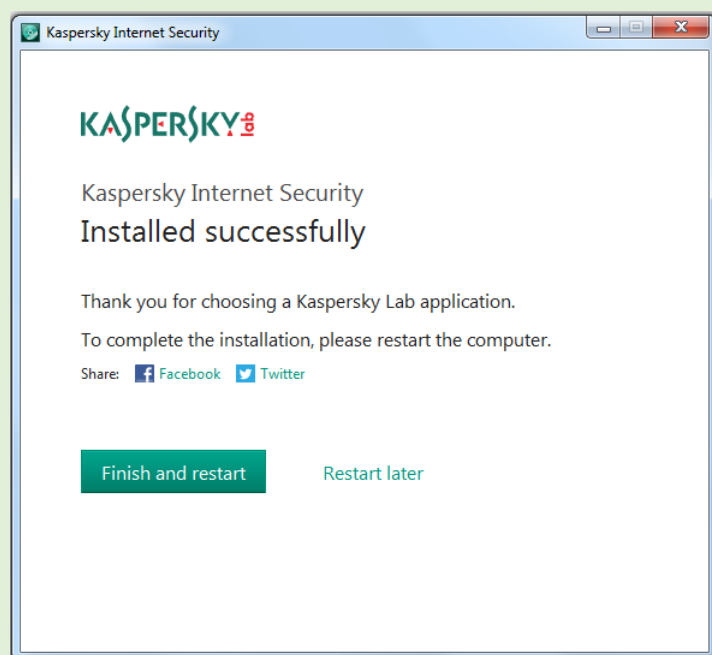 Kaspersky Internet Security
KASPERSKY lab
Kaspersky Internet Security
Installed successfully
Thank you for choosing a Kaspersky Lab application.
To complete the installation, please restart the computer.
Share: Facebook Twitter
Finish and restart Restart later